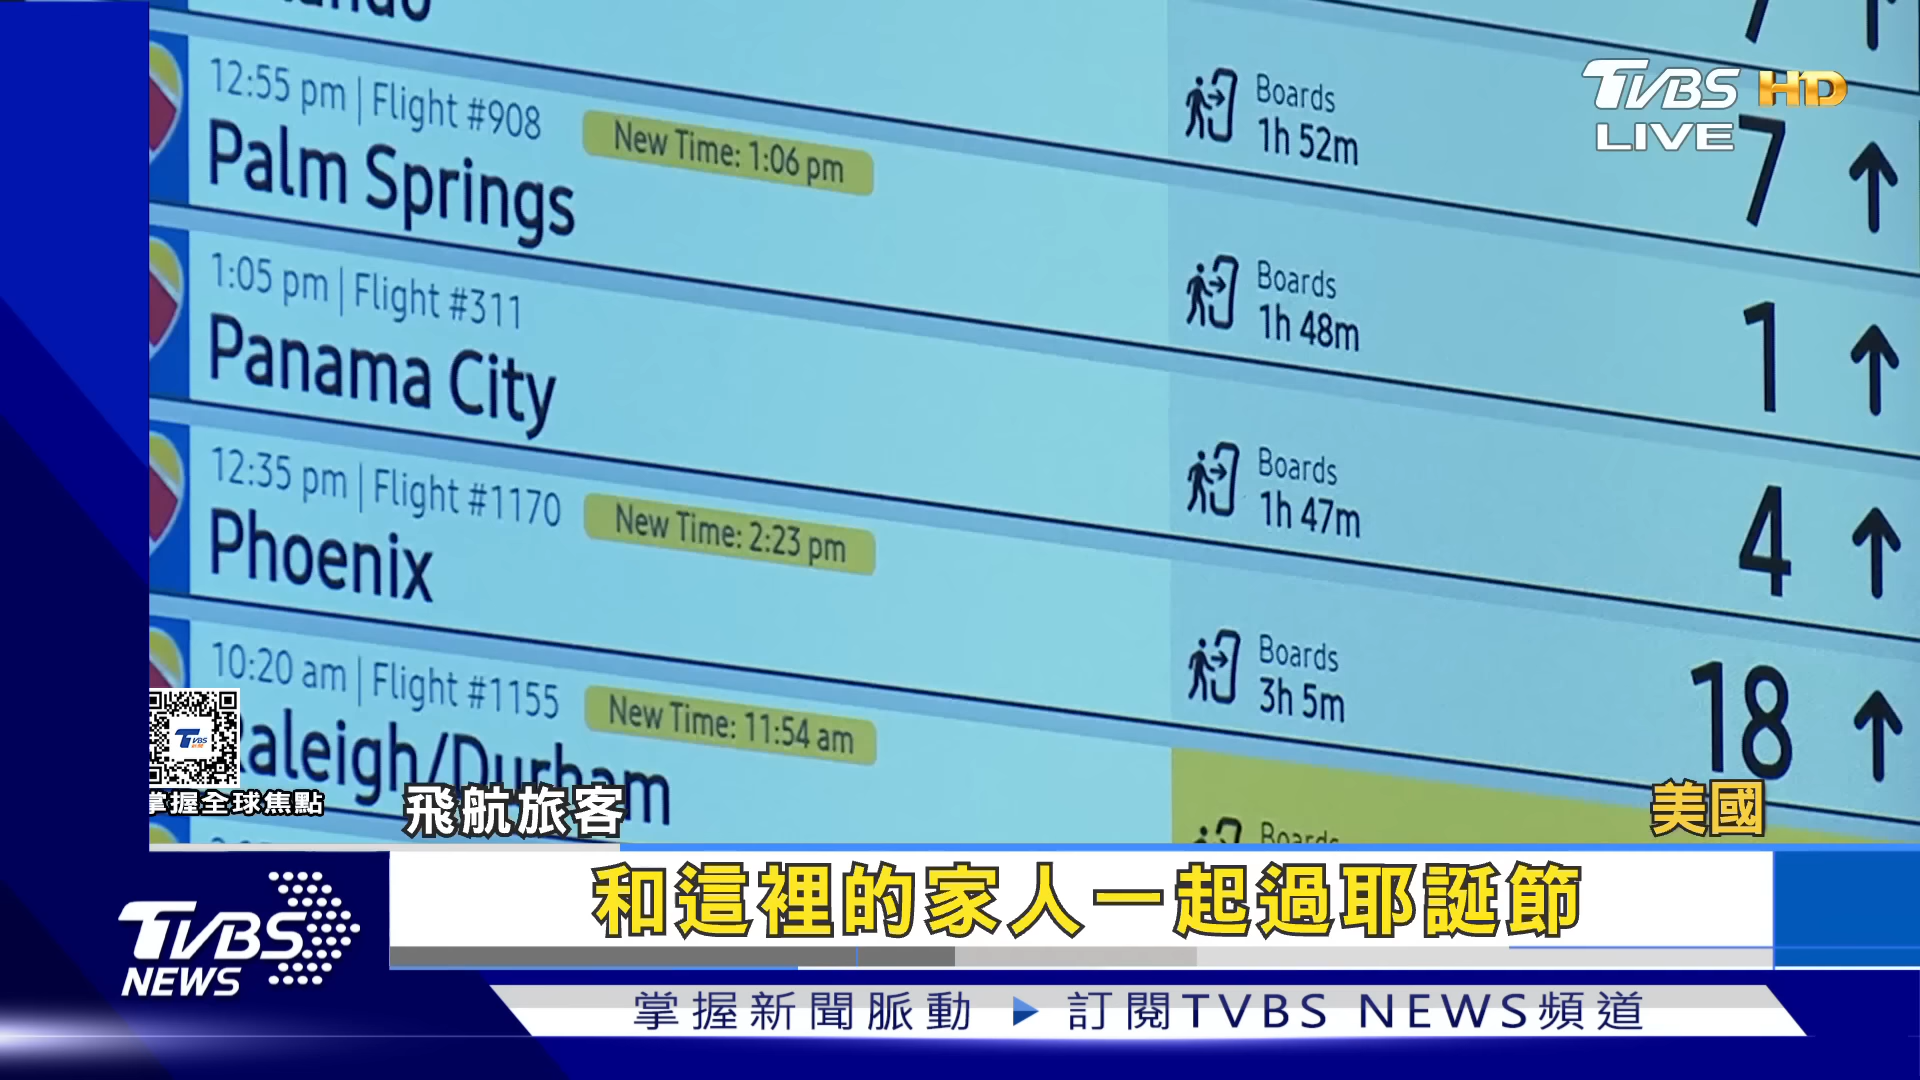 TVBS HD
LIVE
12:55 pm | Flight #908
New Time: 1:06 pm
Palm Springs
Boards
1h 52m
7
1:05 pm | Flight #311
Panama City
Boards
1h 48m
1
12:35 pm | Flight #1170
New Time: 2:23 pm
Phoenix
Boards
1h 47m
4
10:20 am | Flight #1155
New Time: 11:54 am
Raleigh/Durham
Boards
3h 5m
18
Boards
TVBS
掌握全球焦點
飛航旅客
美國
和這裡的家人一起過耶誕節
TVBS
NEWS
掌握新聞脈動 ▶ 訂閱TVBS NEWS頻道